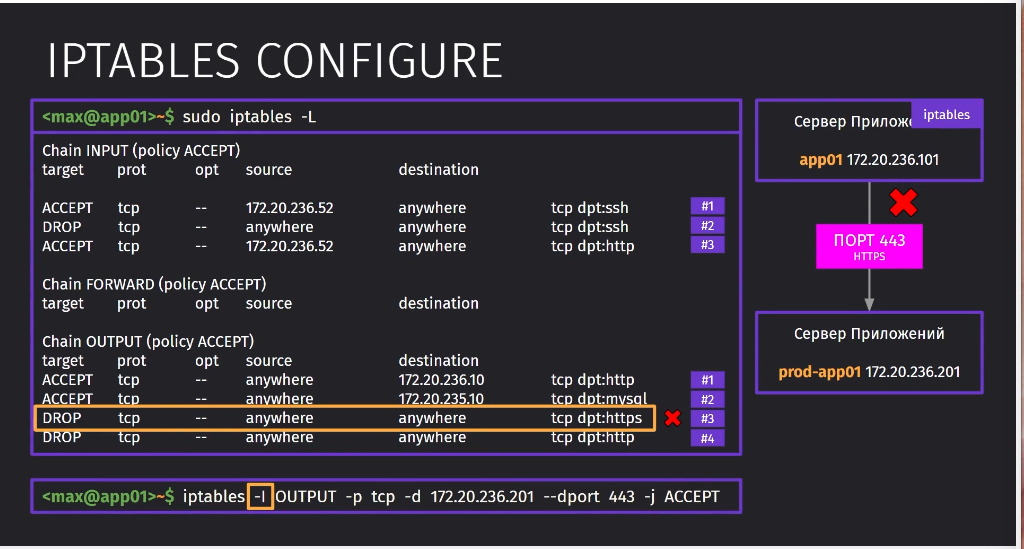 IPTABLES CONFIGURE
<max@app01>~$ sudo iptables -L
Chain INPUT (policy ACCEPT)
target prot opt source destination
ACCEPT tcp -- 172.20.236.52 anywhere tcp dpt:ssh #1
DROP tcp -- anywhere anywhere tcp dpt:ssh #2
ACCEPT tcp -- 172.20.236.52 anywhere tcp dpt:http #3
Chain FORWARD (policy ACCEPT)
target prot opt source destination
Chain OUTPUT (policy ACCEPT)
target prot opt source destination
ACCEPT tcp -- anywhere 172.20.236.10 tcp dpt:http #1
ACCEPT tcp -- anywhere 172.20.235.10 tcp dpt:mysql #2
DROP tcp -- anywhere anywhere tcp dpt:https #3
DROP tcp -- anywhere anywhere tcp dpt:http #4
<max@app01>~$ iptables -I OUTPUT -p tcp -d 172.20.236.201 --dport 443 -j ACCEPT
iptables
Сервер
app01 172.20.236.101
ПОРТ 443
HTTPS
Сервер Приложений
prod-app01 172.20.236.201